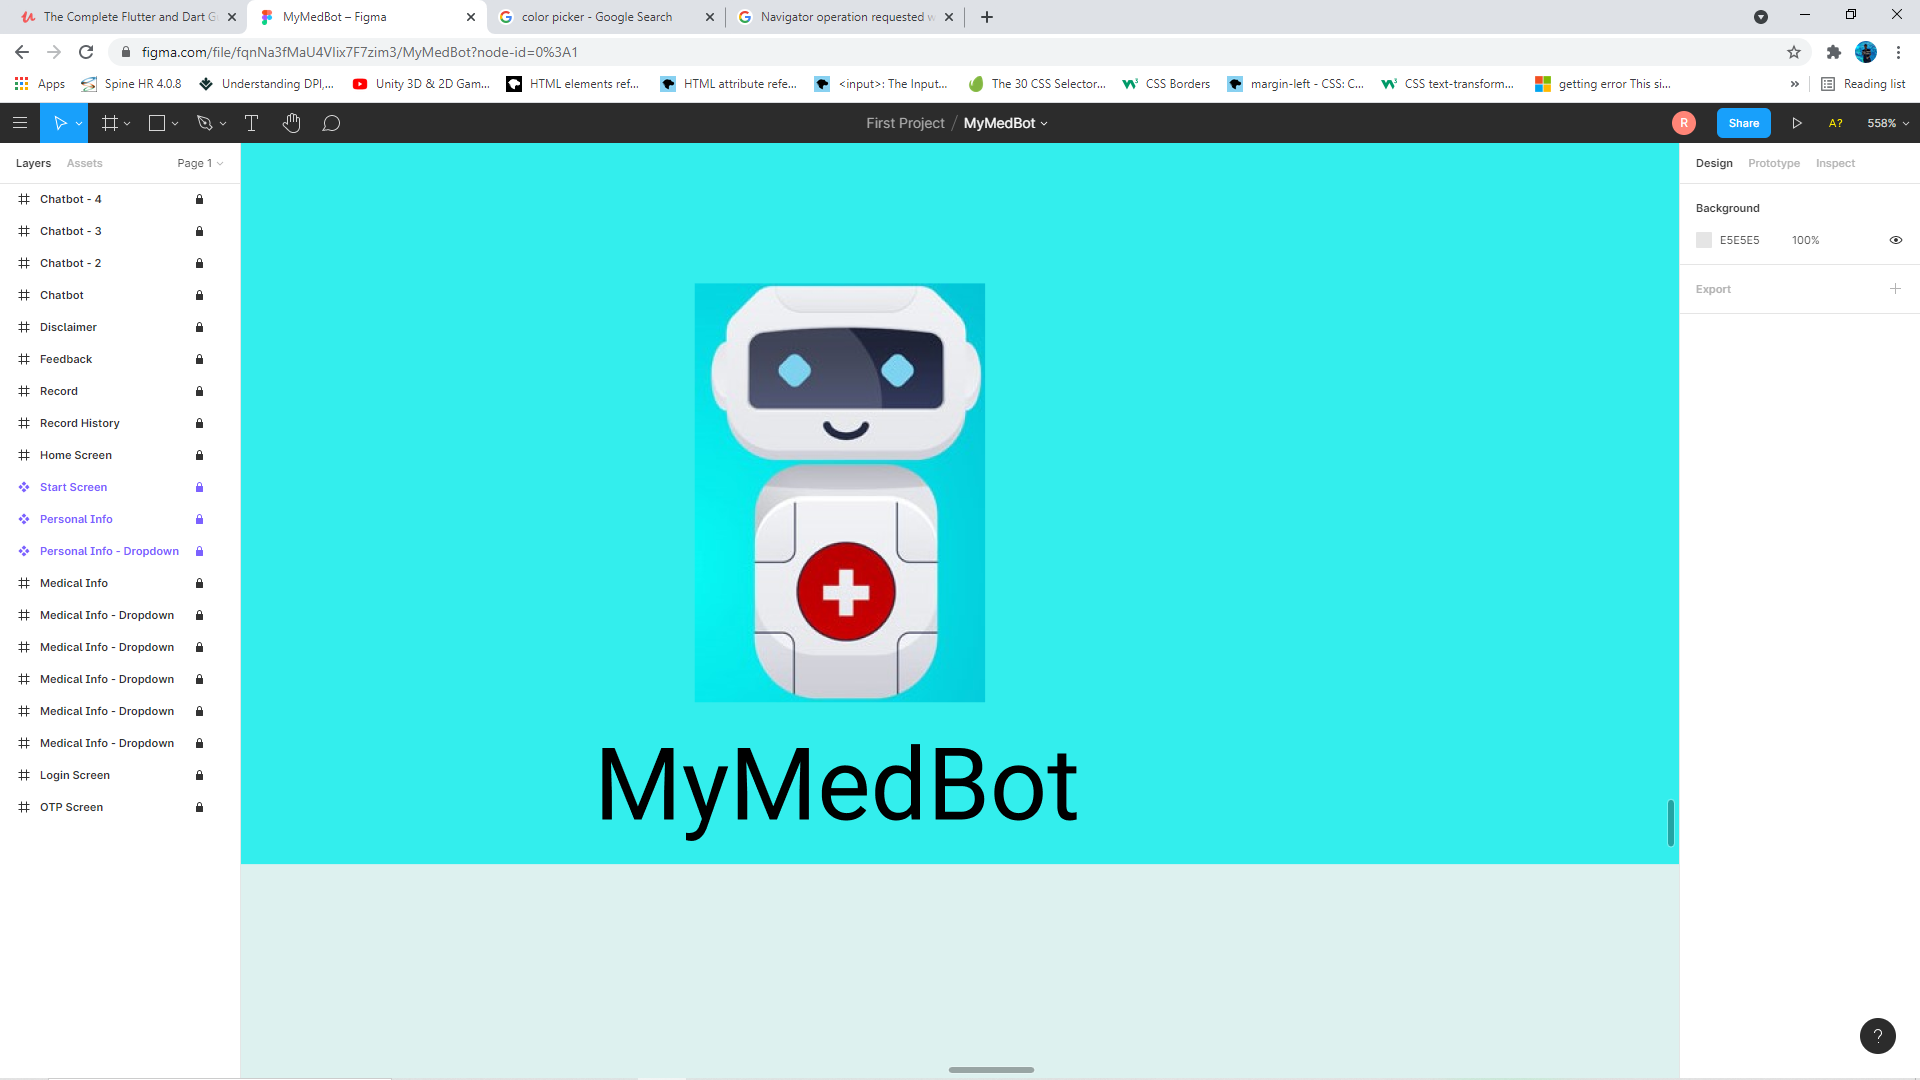 The Complete Flutter and Dart G
MyMedBot – Figma
color picker - Google Search
Navigator operation requested w
figma.com/file/fqnNa3fMaU4VIix7F7zim3/MyMedBot?node-id=0%3A1
Apps
Spine HR 4.0.8
Understanding DPI,...
Unity 3D & 2D Gam...
HTML elements ref...
HTML attribute refe...
<input>: The Input...
The 30 CSS Selector...
CSS Borders
margin-left - CSS: C...
CSS text-transform...
getting error This si...
»
Reading list
First Project / MyMedBot
R
Share
A?
558%
Layers
Assets
Page 1
Chatbot - 4
Chatbot - 3
Chatbot - 2
Chatbot
Disclaimer
Feedback
Record
Record History
Home Screen
Start Screen
Personal Info
Personal Info - Dropdown
Medical Info
Medical Info - Dropdown
Medical Info - Dropdown
Medical Info - Dropdown
Medical Info - Dropdown
Medical Info - Dropdown
Login Screen
OTP Screen
MyMedBot
Design
Prototype
Inspect
Background
E5E5E5
100%
Export
?